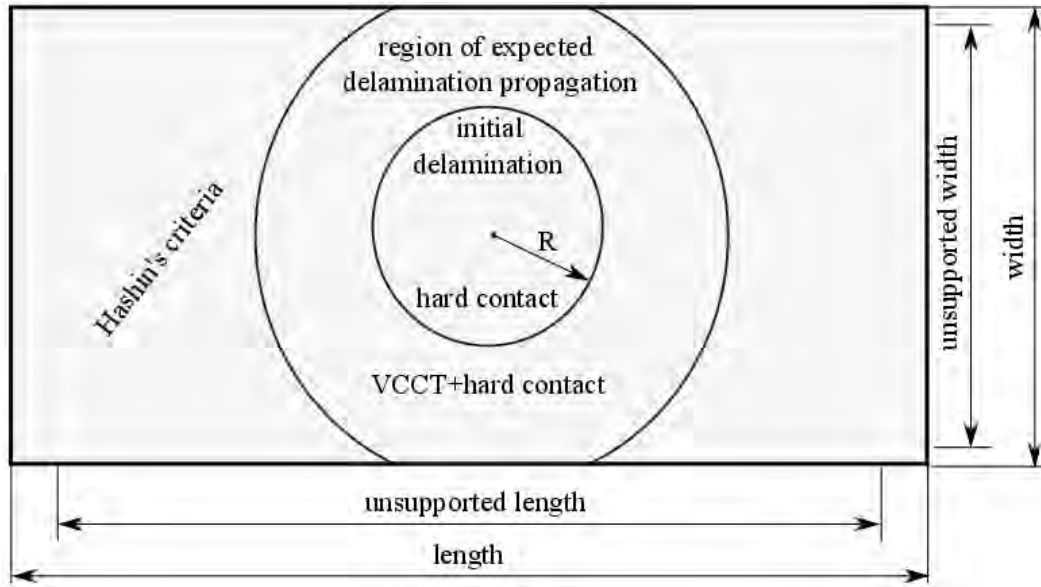 region of expected
delamination propagation
initial
delamination
R
hard contact
VCCT+hard contact
Hashin's criteria
unsupported width
width
unsupported length
length